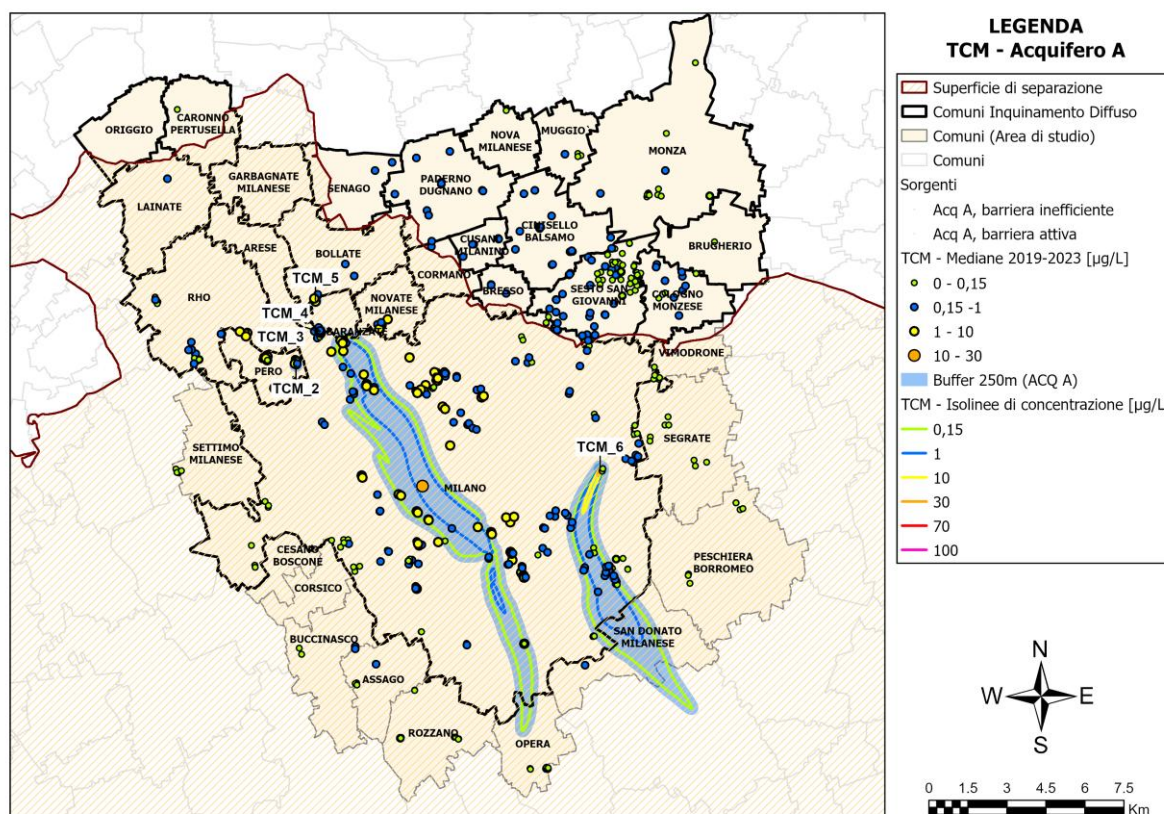 ORIGGIO
CARONNO
PERTUSELLA
LAINATE
GARBAGNATE
MILANESE
SENAGO
PADERNO
DUGNANO
NOVA
MILANESE
MUGGIO
MONZA
ARESE
BOLLATE
CUSANO
MILANINO
CINISELLO
BALSAMO
BRUGHERIO
CORMANO
BRESSO
SESTO SAN
GIOVANNI
COLOGNO
MONZESE
RHO
TCM_5
TCM_4
NOVATE
MILANESE
BARANZATE
TCM_3
PERO
TCM_2
VIMODRONE
SETTIMO
MILANESE
SEGRATE
TCM_6
MILANO
CESANO
BOSCONE
CORSICO
PESCHIERA
BORROMEO
BUCCINASCO
ASSAGO
SAN DONATO
MILANESE
ROZZANO
OPERA
LEGENDA
TCM - Acquifero A
Superficie di separazione
Comuni Inquinamento Diffuso
Comuni (Area di studio)
Comuni
Sorgenti
Acq A, barriera inefficiente
Acq A, barriera attiva
TCM - Mediane 2019-2023 [µg/L]
0 - 0,15
0,15 -1
1 - 10
10 - 30
Buffer 250m (ACQ A)
TCM - Isolinee di concentrazione [µg/L
0,15
1
10
30
70
100
N
W E
S
0 1.5 3 4.5 6 7.5
Km